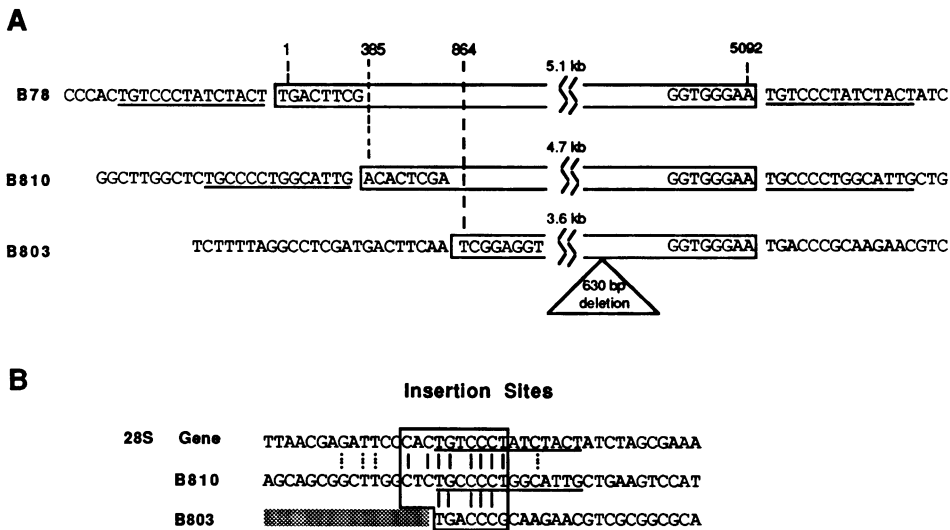 A
1 385 864 5092
5.1 kb
B78 CCCACTGTCCCTATCTACT TGACTTCG GGTGGGAA TGTCCCTATCTACTATC
4.7 kb
B810 GGCTTGGCTCTGCCCCTGGCATTG ACACTCGA GGTGGGAA TGCCCCTGGCATTGCTG
3.6 kb
B803 TCTTTTAGGCCTCGATGACTTCAA TCGGAGGT GGTGGGAA TGACCCGCAAGAACGTC
630 bp
deletion
B
Insertion Sites
28S Gene TTAACGAGATTCCCACTGTCCCTATCTACTATCTAGCGAAA
B810 AGCAGCGGCTTGGCTCTGCCCCTGGCATTGCTGAAGTCCAT
B803 TGACCCGCAAGAACGTCGCGGCGCA